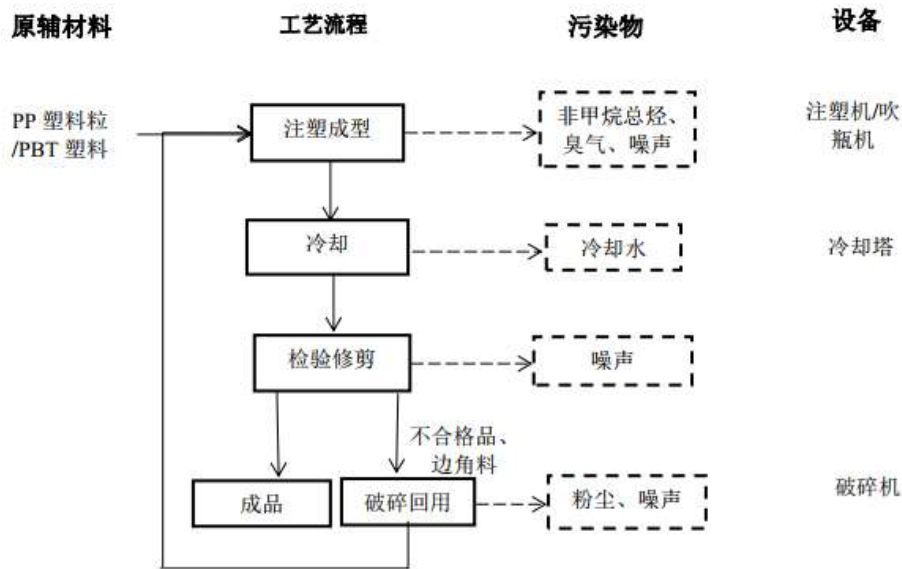 原辅材料 工艺流程 污染物 设备
PP 塑料粒
/PBT 塑料
注塑成型
非甲烷总烃、
臭气、噪声
注塑机/吹
瓶机
冷却
冷却水
冷却塔
检验修剪
噪声
不合格品、
边角料
成品
破碎回用
粉尘、噪声
破碎机